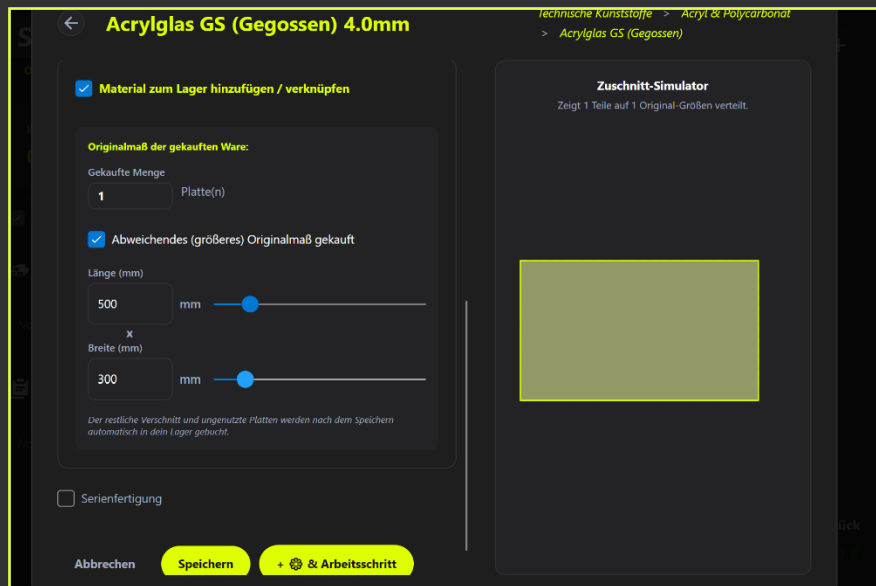 Acrylglas GS (Gegossen) 4.0mm
Technische Kunststoffe > Acryl & Polycarbonat
> Acrylglas GS (Gegossen)
Material zum Lager hinzufügen / verknüpfen
Originalmaß der gekauften Ware:
Gekaufte Menge
1 Platte(n)
Abweichendes (größeres) Originalmaß gekauft
Länge (mm)
500 mm
x
Breite (mm)
300 mm
Der restliche Verschnitt und ungenutzte Platten werden nach dem Speichern
automatisch in dein Lager gebucht.
Serienfertigung
Abbrechen Speichern + & Arbeitsschritt
Zuschnitt-Simulator
Zeigt 1 Teile auf 1 Original-Größen verteilt.